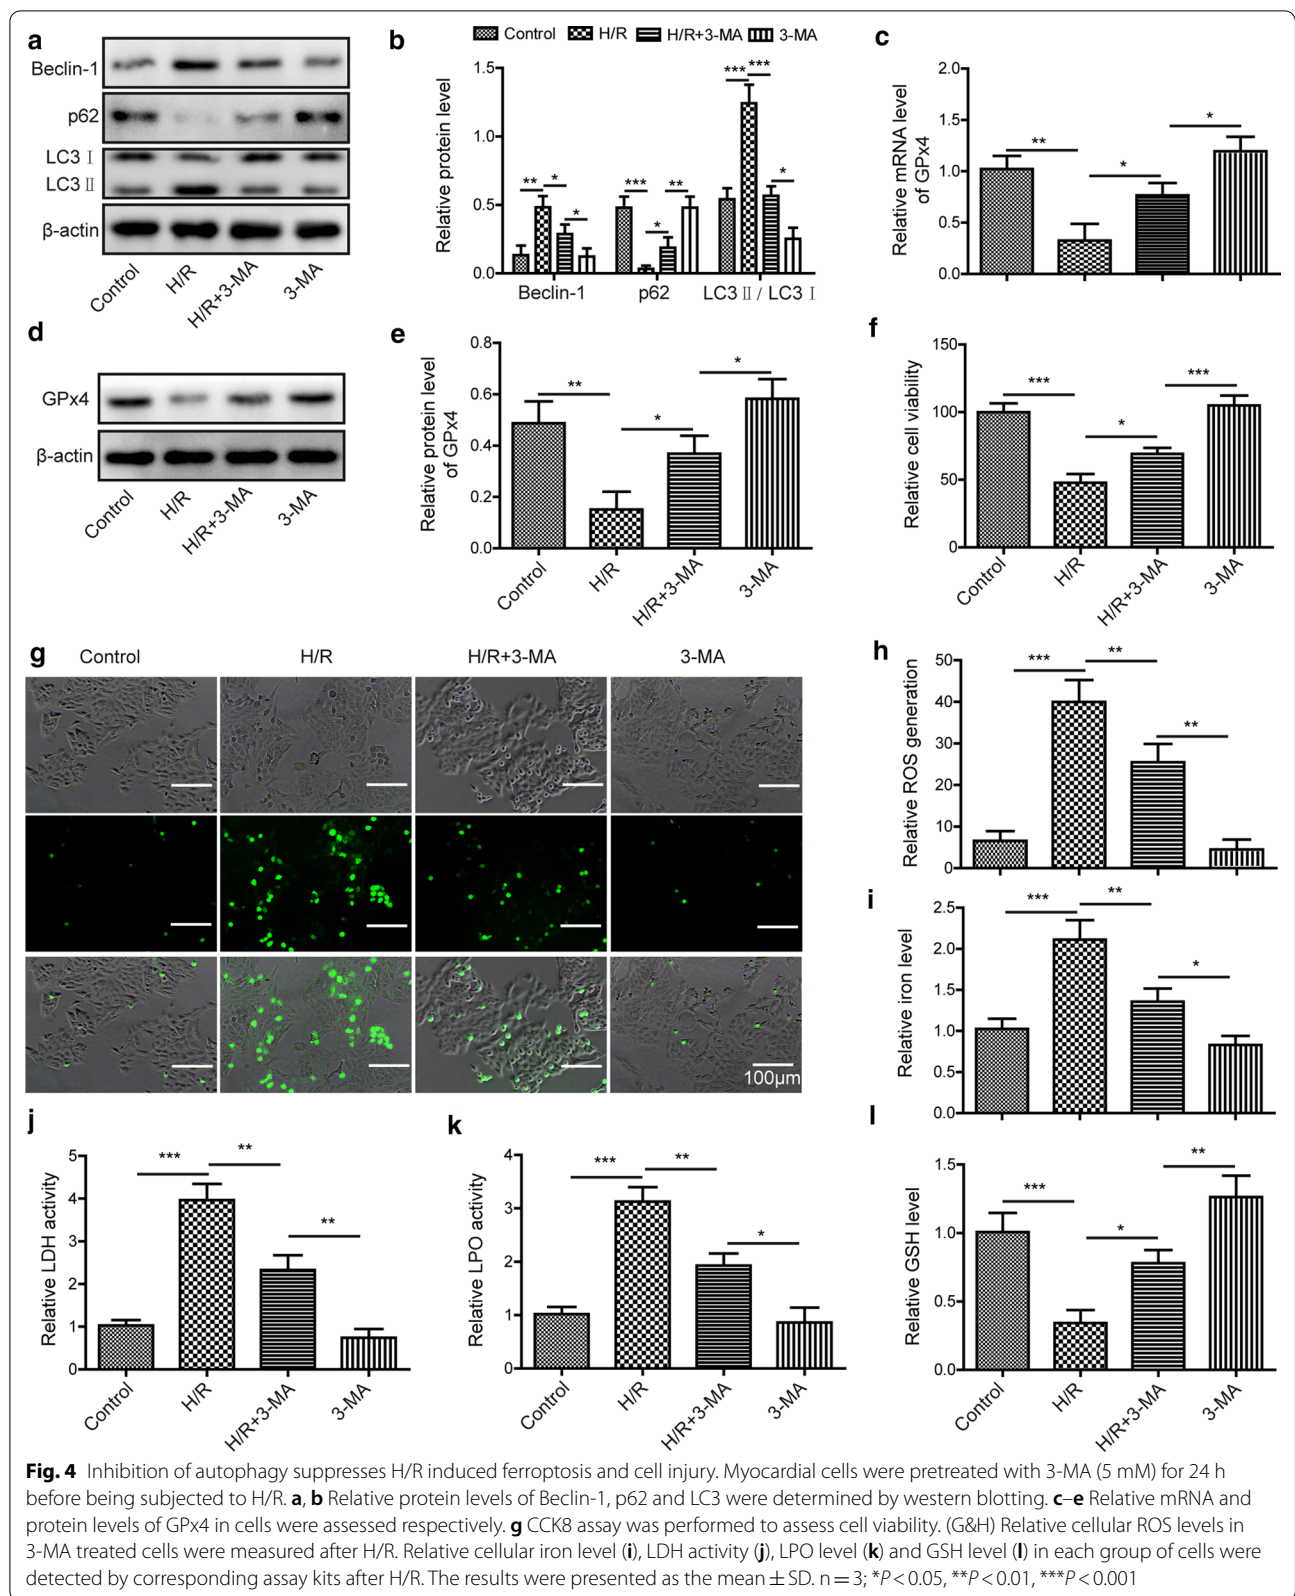 a
Beclin-1
p62
LC3 Ⅰ
LC3 Ⅱ
β-actin
Control
H/R
H/R+3-MA
3-MA
b
Control H/R H/R+3-MA 3-MA
Relative protein level
1.5
1.0
0.5
0.0
** * *
*** * **
*** *** *
Beclin-1 p62 LC3 Ⅱ / LC3 Ⅰ
c
Relative mRNA level
of GPx4
2.0
1.5
1.0
0.5
0.0
** * *
d
GPx4
β-actin
Control
H/R
H/R+3-MA
3-MA
e
Relative protein level
of GPx4
0.8
0.6
0.4
0.2
0.0
** * *
Control
H/R
H/R+3-MA
3-MA
f
Relative cell viability
150
100
50
0
*** * ***
Control
H/R
H/R+3-MA
3-MA
g
Control H/R H/R+3-MA 3-MA
100μm
h
Relative ROS generation
50
40
30
20
10
0
*** ** **
i
Relative iron level
2.5
2.0
1.5
1.0
0.5
0.0
*** ** *
j
Relative LDH activity
5
4
3
2
1
0
*** ** **
Control
H/R
H/R+3-MA
3-MA
k
Relative LPO activity
4
3
2
1
0
*** ** *
Control
H/R
H/R+3-MA
3-MA
l
Relative GSH level
1.5
1.0
0.5
0.0
*** * **
Control
H/R
H/R+3-MA
3-MA
Fig. 4 Inhibition of autophagy suppresses H/R induced ferroptosis and cell injury. Myocardial cells were pretreated with 3-MA (5 mM) for 24 h
before being subjected to H/R. a, b Relative protein levels of Beclin-1, p62 and LC3 were determined by western blotting. c–e Relative mRNA and
protein levels of GPx4 in cells were assessed respectively. g CCK8 assay was performed to assess cell viability. (G&H) Relative cellular ROS levels in
3-MA treated cells were measured after H/R. Relative cellular iron level (i), LDH activity (j), LPO level (k) and GSH level (l) in each group of cells were
detected by corresponding assay kits after H/R. The results were presented as the mean ± SD. n = 3; *P < 0.05, **P < 0.01, ***P < 0.001